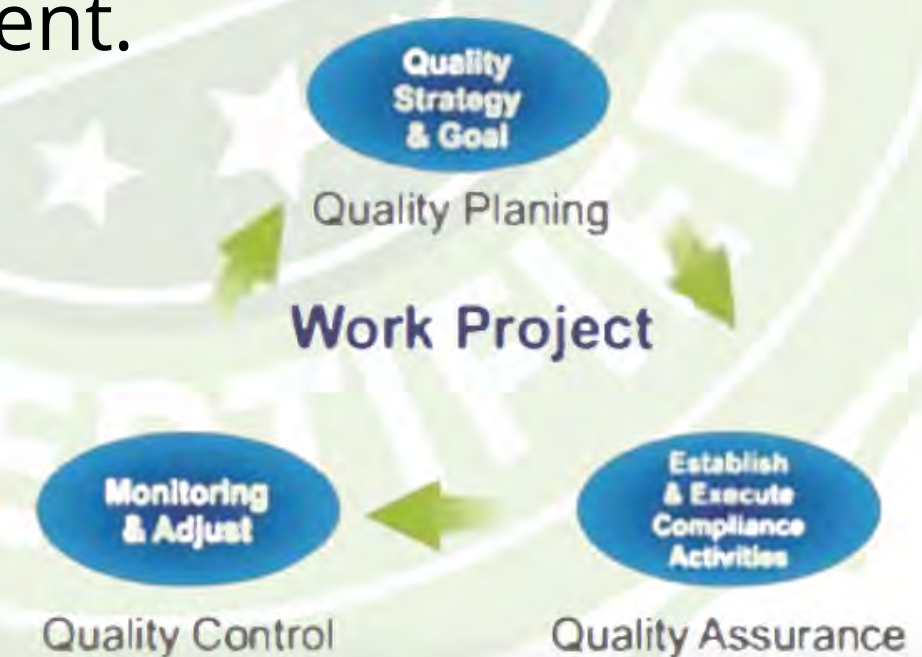 ent.
Quality
Strategy
& Goal
Quality Planing
Work Project
Monitoring
& Adjust
Establish
& Execute
Compliance
Activities
Quality Control
Quality Assurance